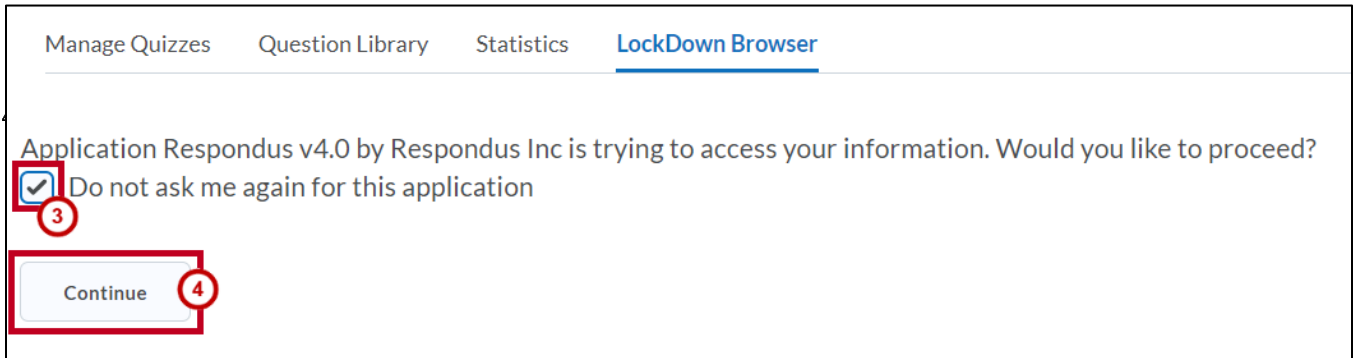 Manage Quizzes Question Library Statistics LockDown Browser
Application Respondus v4.0 by Respondus Inc is trying to access your information. Would you like to proceed?
Do not ask me again for this application
3
Continue 4